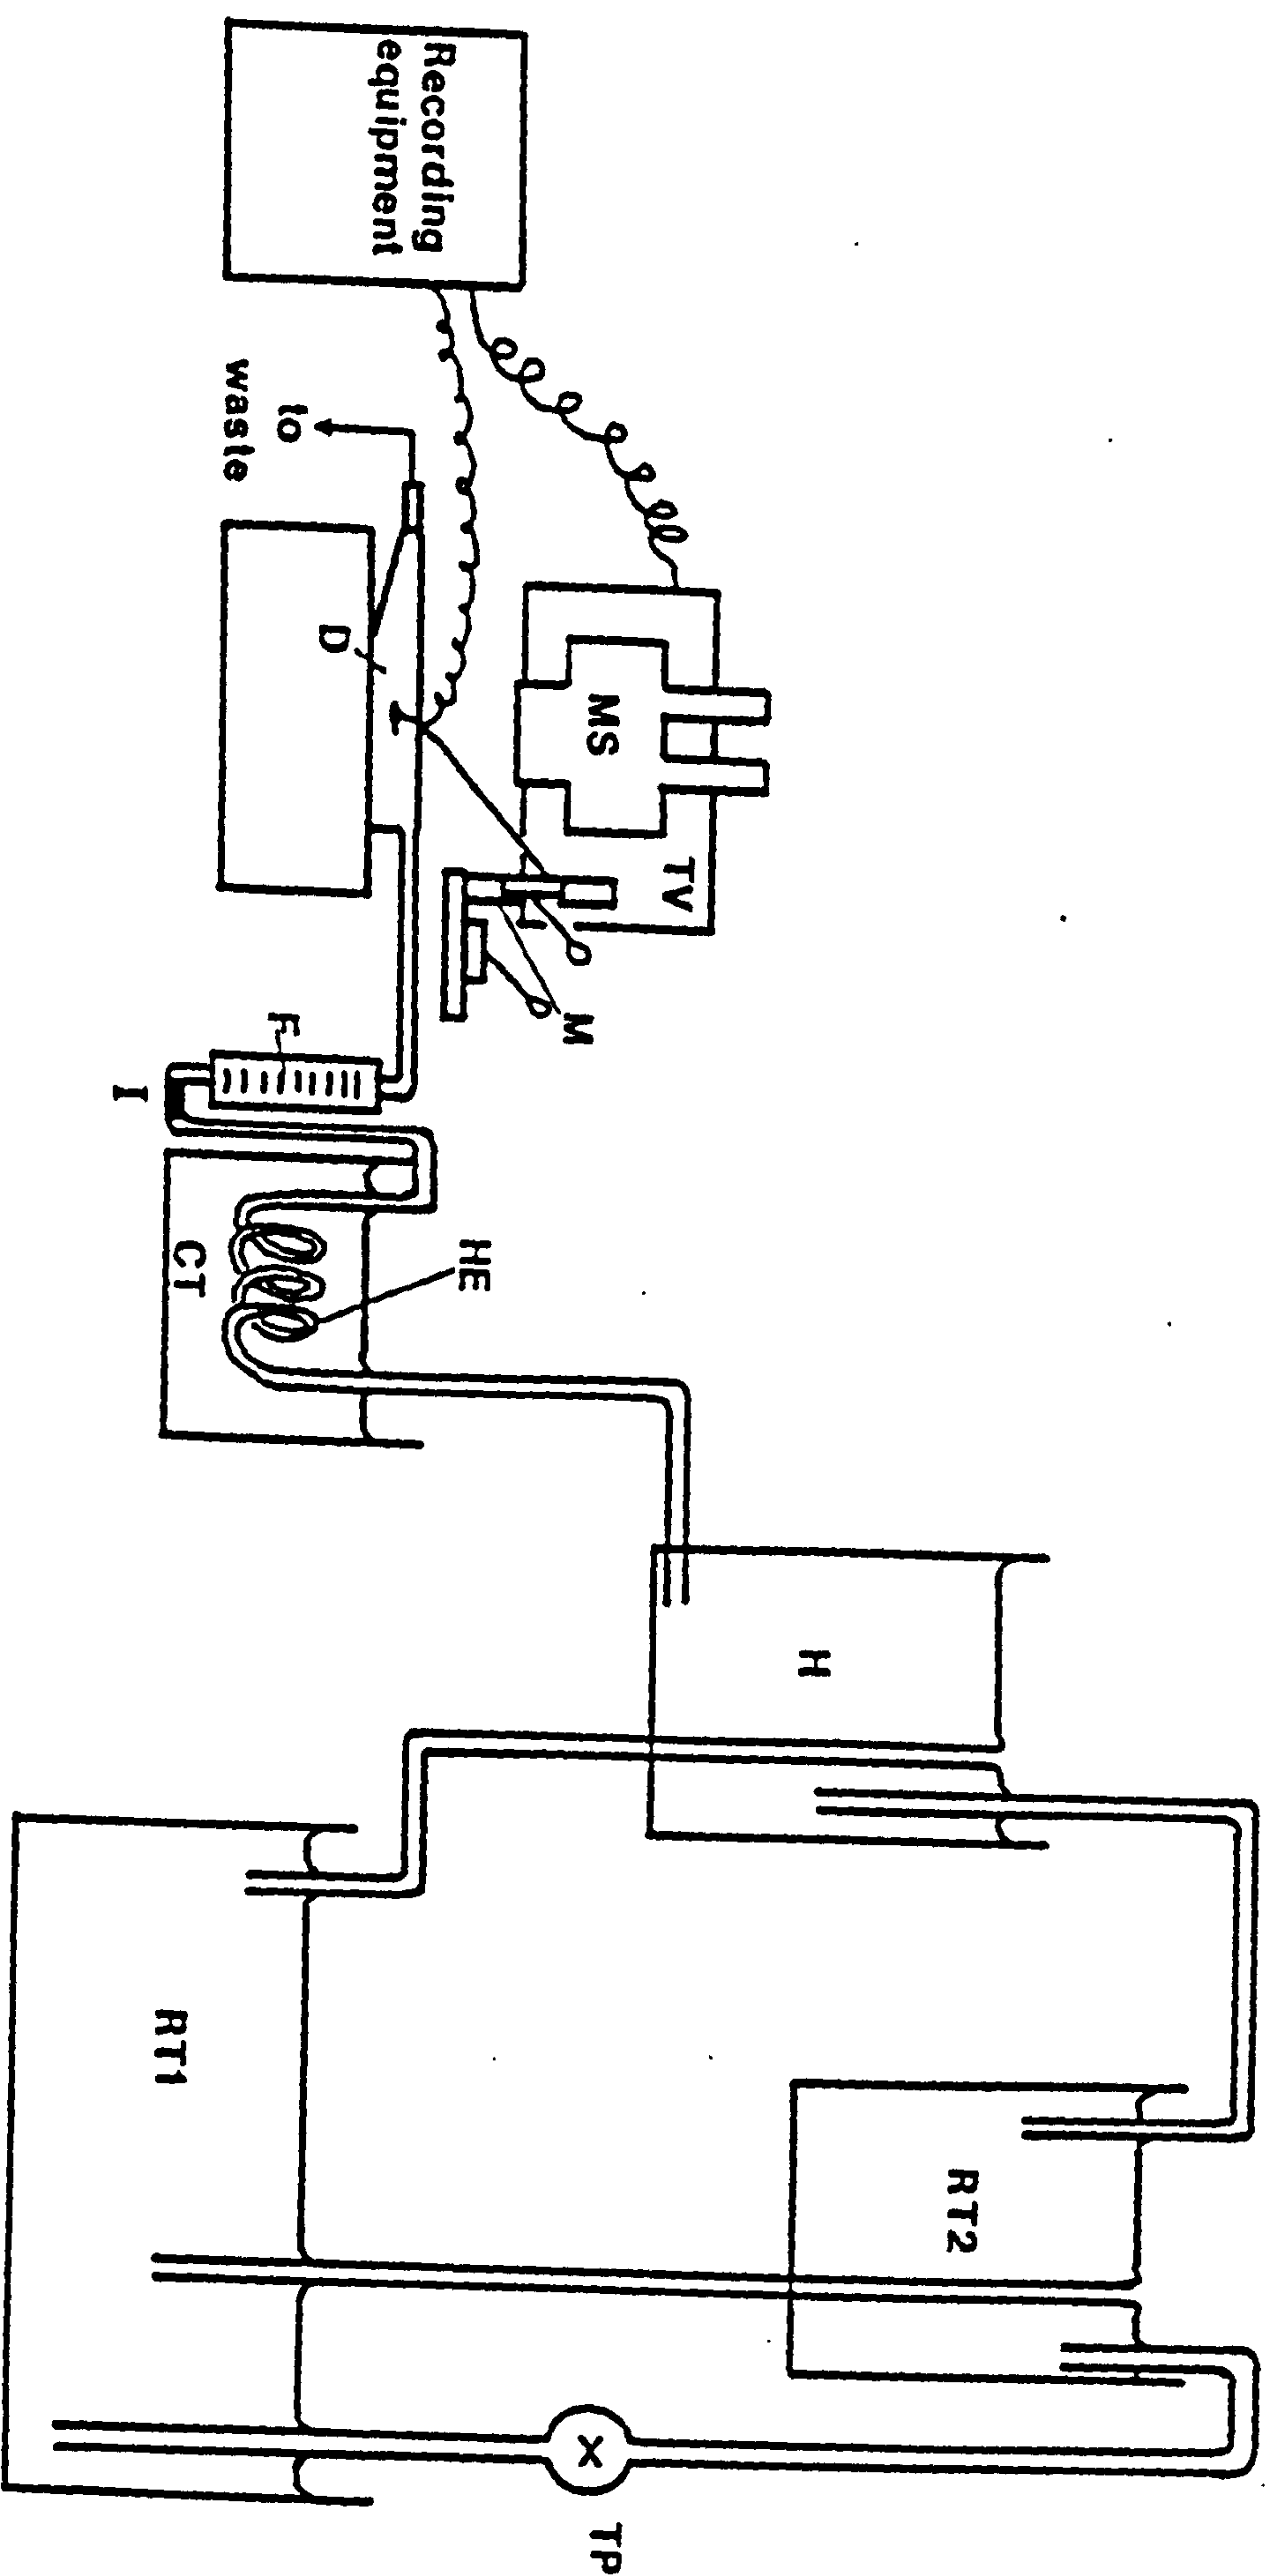 Recording
equipment
to
waste
D
MS
TV
M
F
I
CT
HE
H
RT1
RT2
X
TP